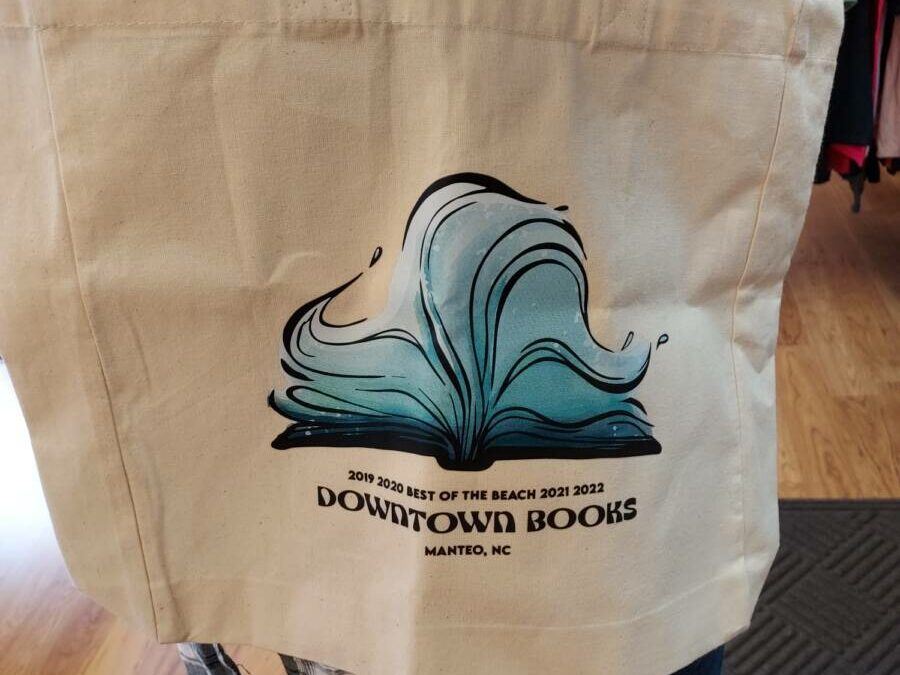 2019 2020 BEST OF THE BEACH 2021 2022
DOWNTOWN BOOKS
MANTEO, NC